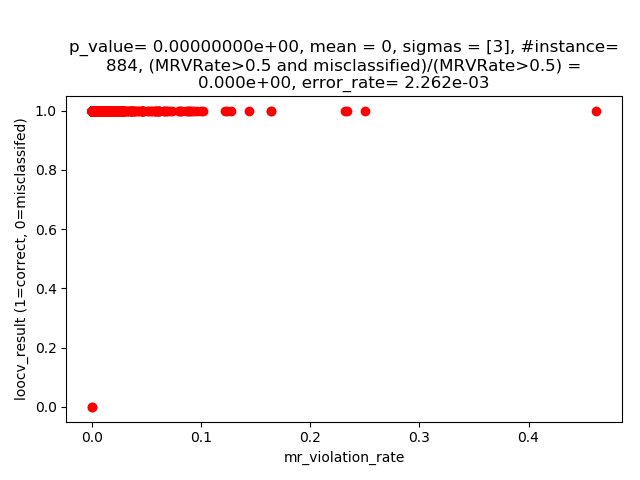 p_value= 0.00000000e+00, mean = 0, sigmas = [3], #instance=
884, (MRVRate>0.5 and misclassified)/(MRVRate>0.5) =
0.000e+00, error_rate= 2.262e-03
loocv_result (1=correct, 0=misclassifed)
1.0
0.8
0.6
0.4
0.2
0.0
0.0 0.1 0.2 0.3 0.4
mr_violation_rate